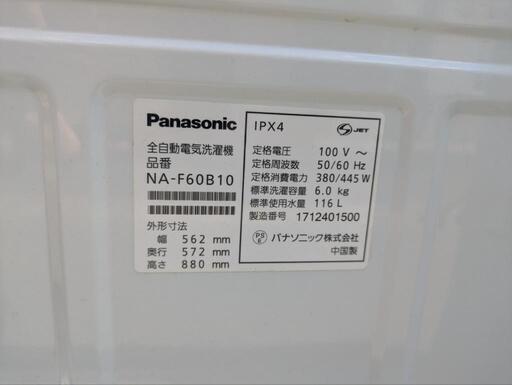 Panasonic
全自動電気洗濯機
品番
NA-F60B10
外形寸法
幅 562 mm
奥行 572 mm
高さ 880 mm
IPX4
S JET
定格電圧 100 V ～
定格周波数 50/60 Hz
定格消費電力 380/445 W
標準洗濯容量 6.0 kg
標準使用水量 116 L
製造番号 1712401500
PS E パナソニック株式会社
中国製